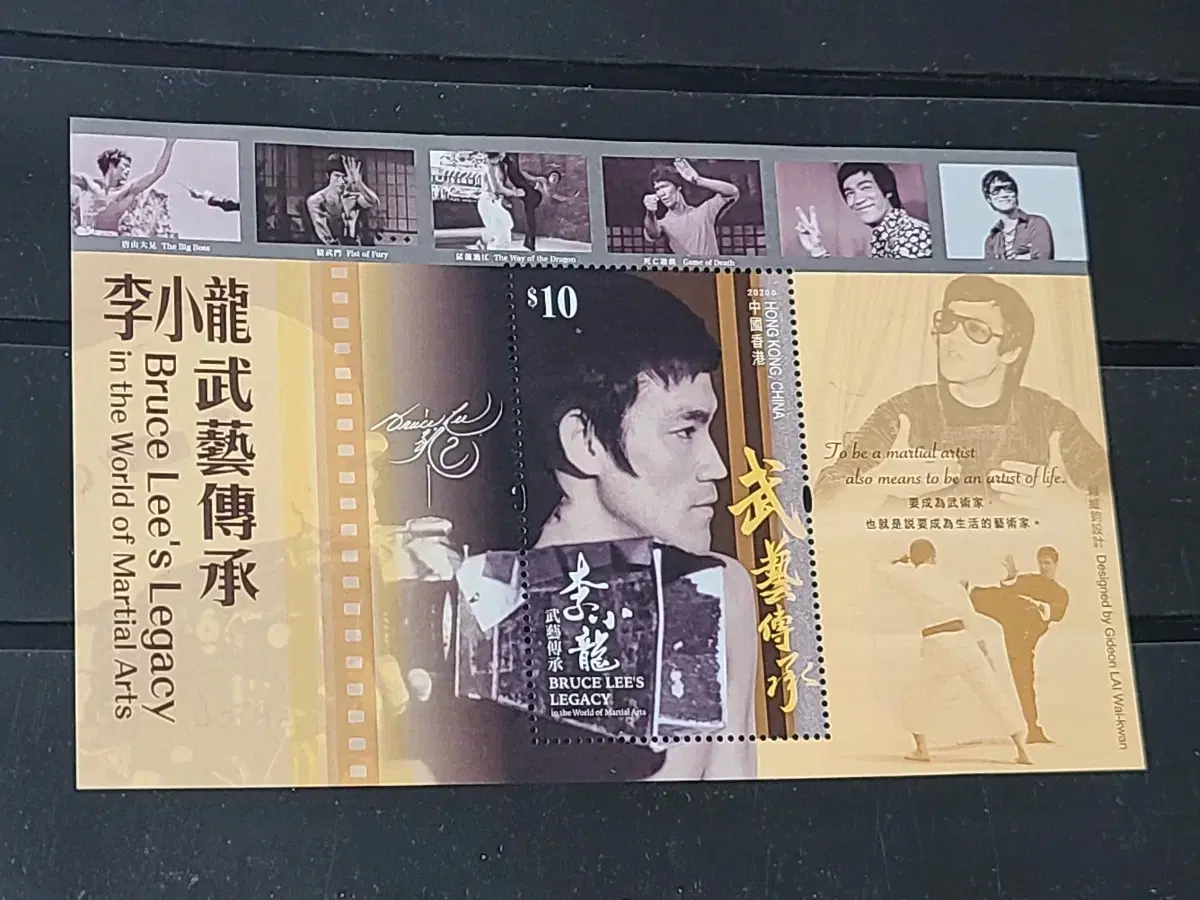 唐山大兄 The Big Boss
精武門 Fist of Fury
猛龍過江 The Way of the Dragon
死亡遊戲 Game of Death
李小龍武藝傳承
Bruce Lee's Legacy
in the World of Martial Arts
Bruce Lee
$10
2020
HONG KONG, CHINA
中國香港
武藝傳承
李小龍
武藝傳承
BRUCE LEE'S
LEGACY
in the World of Martial Arts
To be a martial artist
also means to be an artist of life.
要成為武術家，
也就是説要成為生活的藝術家。
鈞設計 Designed by Gideon LAI Wai-kwan